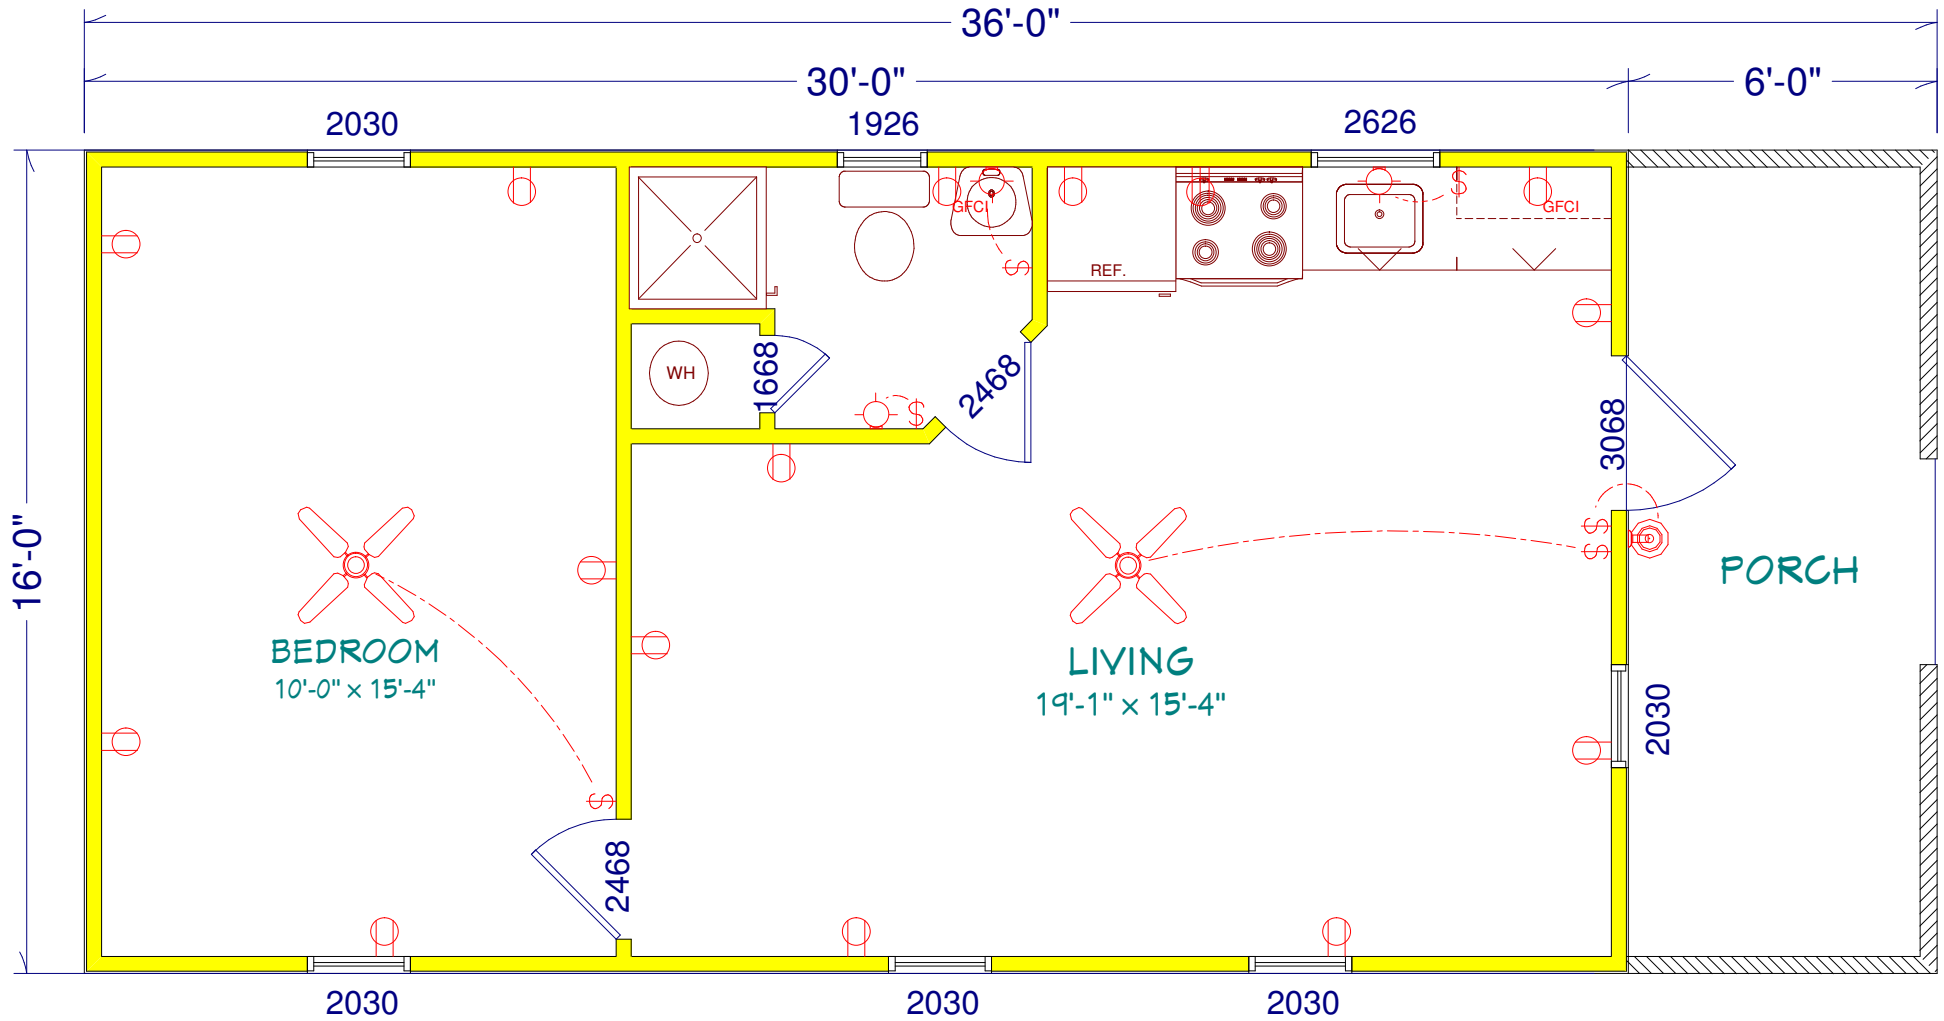 36'-0"
30'-0"
6'-0"
2030
1926
2626
GFCI
GFCI
REF.
WH
1668
2468
3068
16'-0"
PORCH
BEDROOM
10'-0" x 15'-4"
LIVING
19'-1" x 15'-4"
2030
2468
2030
2030
2030
$
$
$
$
$
$